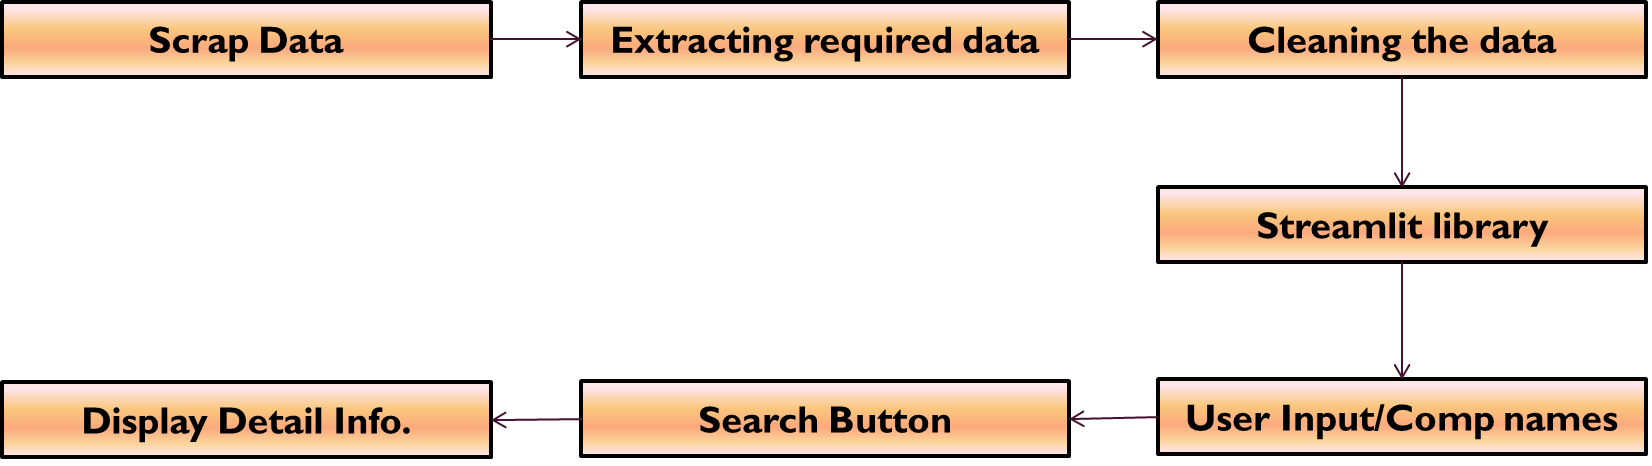 Scrap Data
Extracting required data
Cleaning the data
Streamlit library
User Input/Comp names
Search Button
Display Detail Info.